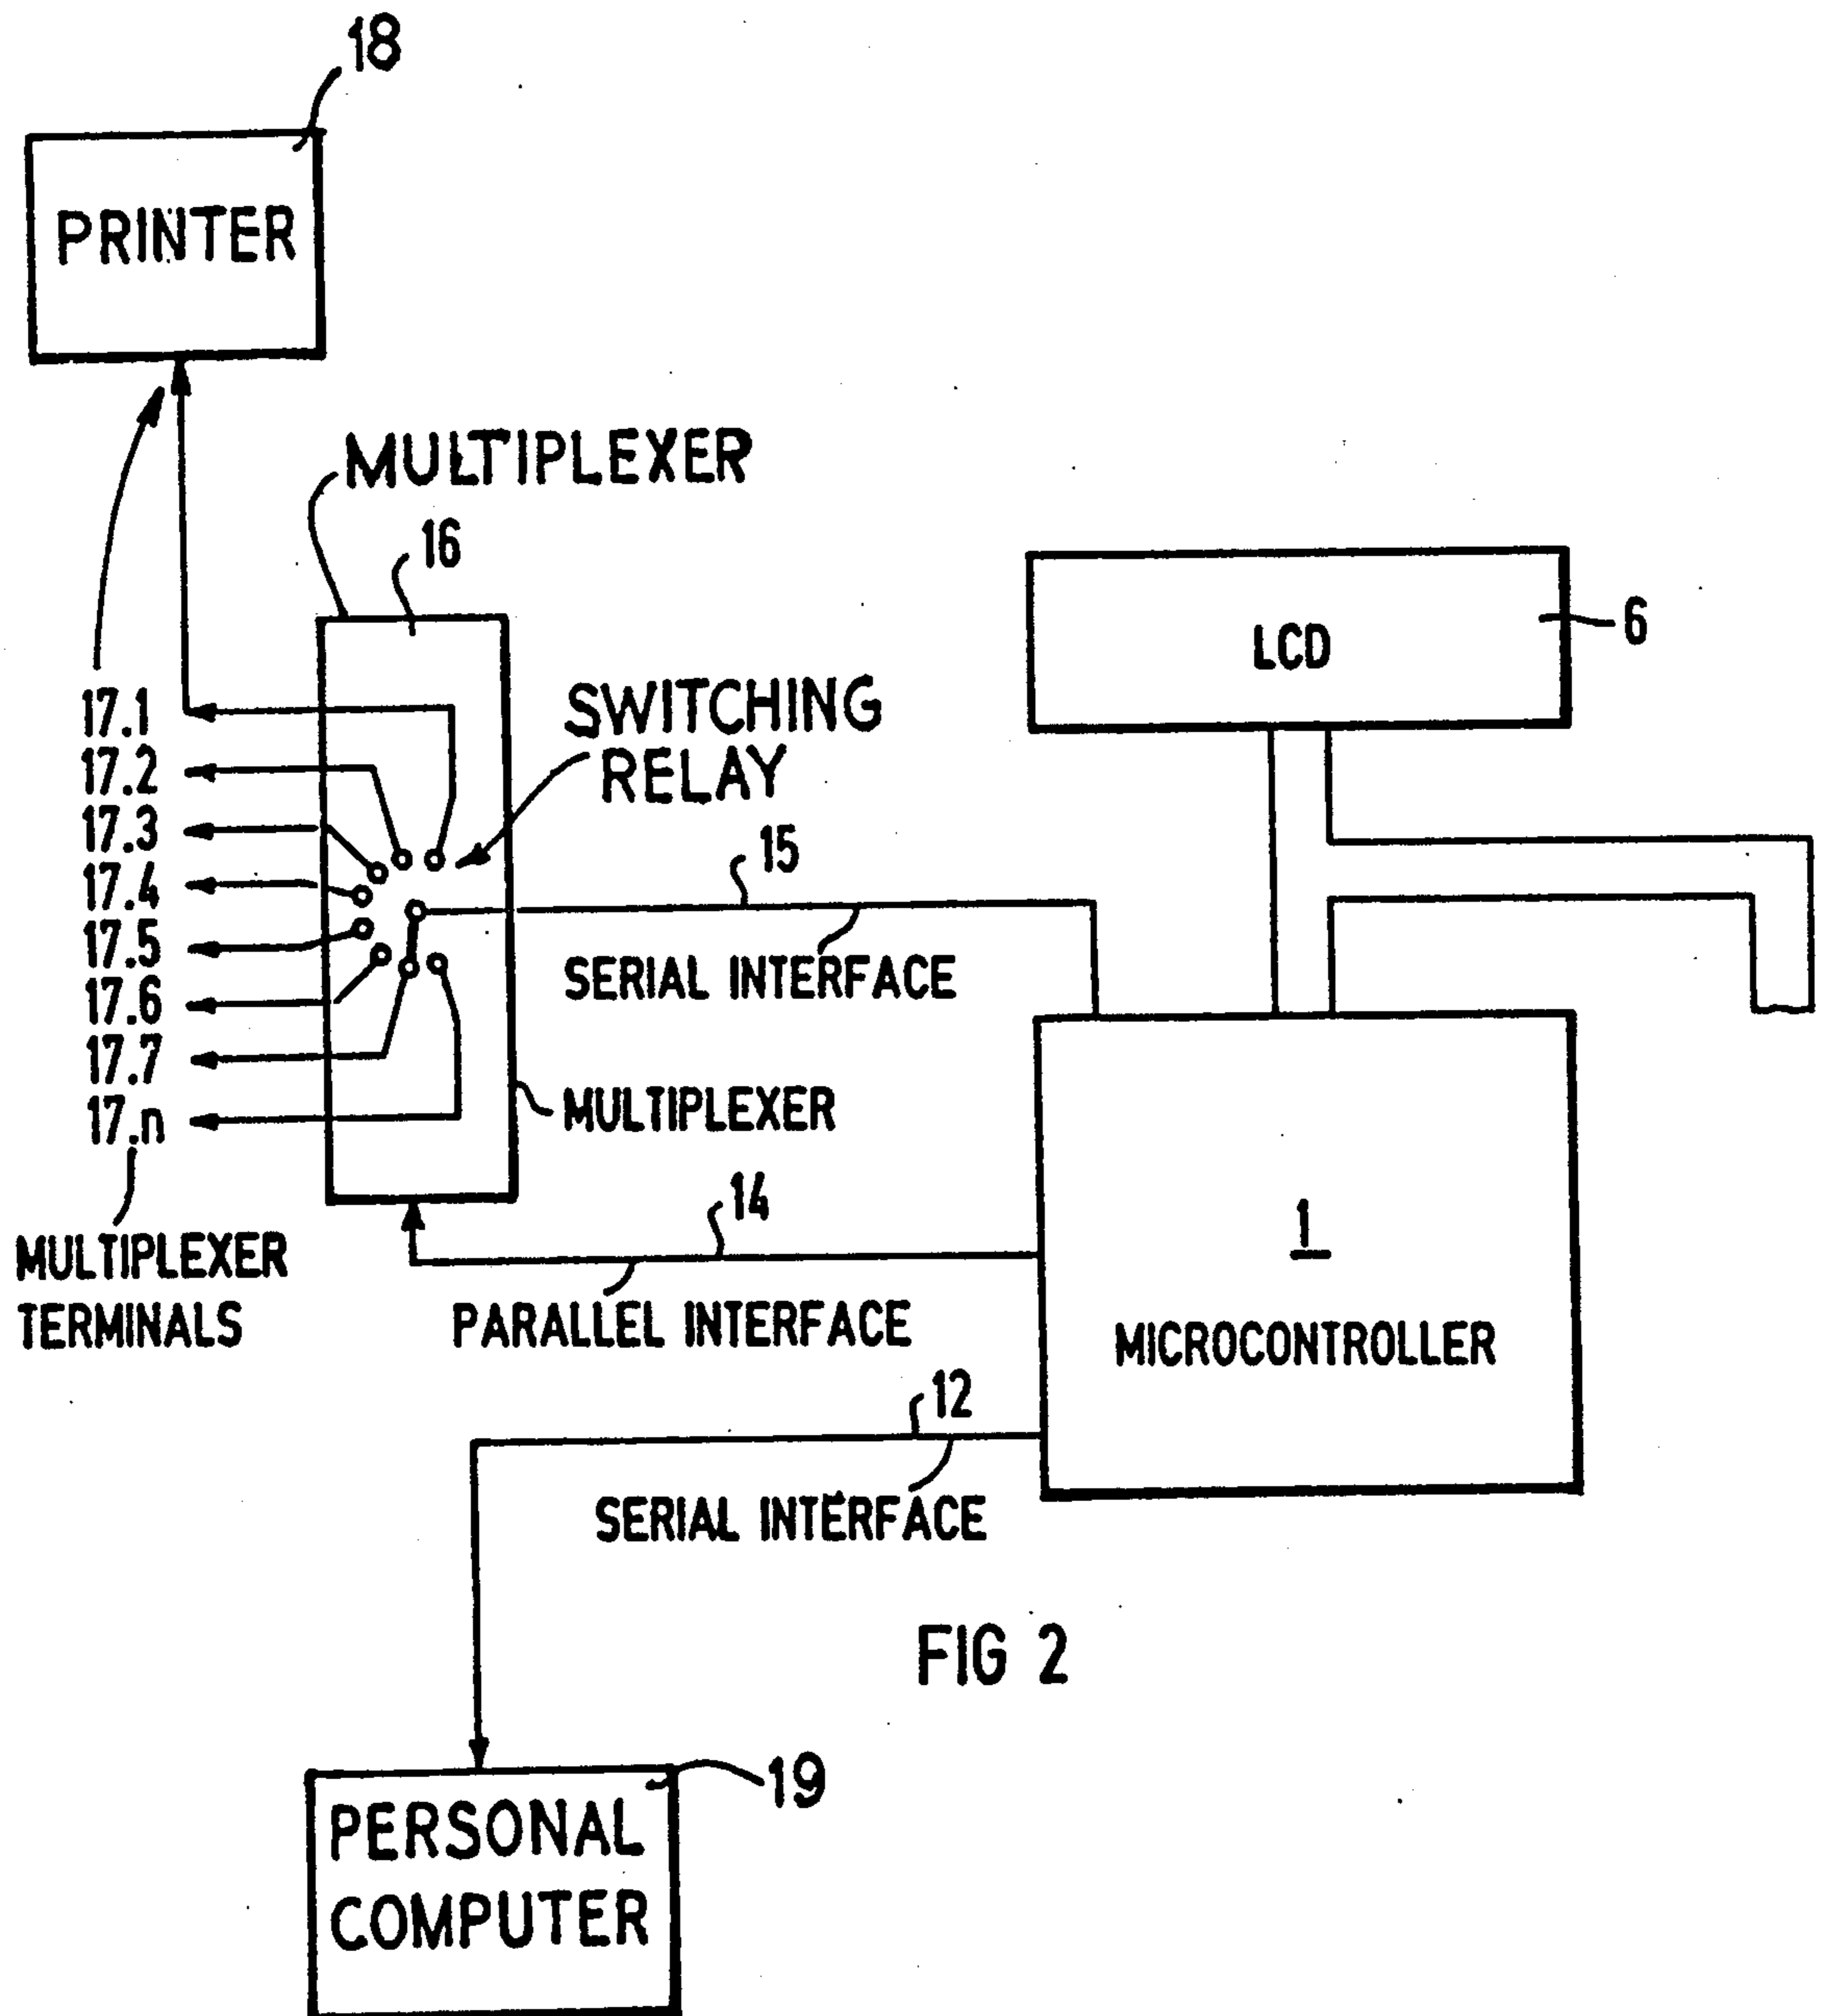 18
PRINTER
MULTIPLEXER
16
LCD
6
SWITCHING
RELAY
17.1
17.2
17.3
17.4
17.5
17.6
17.7
17.n
15
SERIAL INTERFACE
MULTIPLEXER
14
MULTIPLEXER
TERMINALS
PARALLEL INTERFACE
1
MICROCONTROLLER
12
SERIAL INTERFACE
FIG 2
19
PERSONAL
COMPUTER